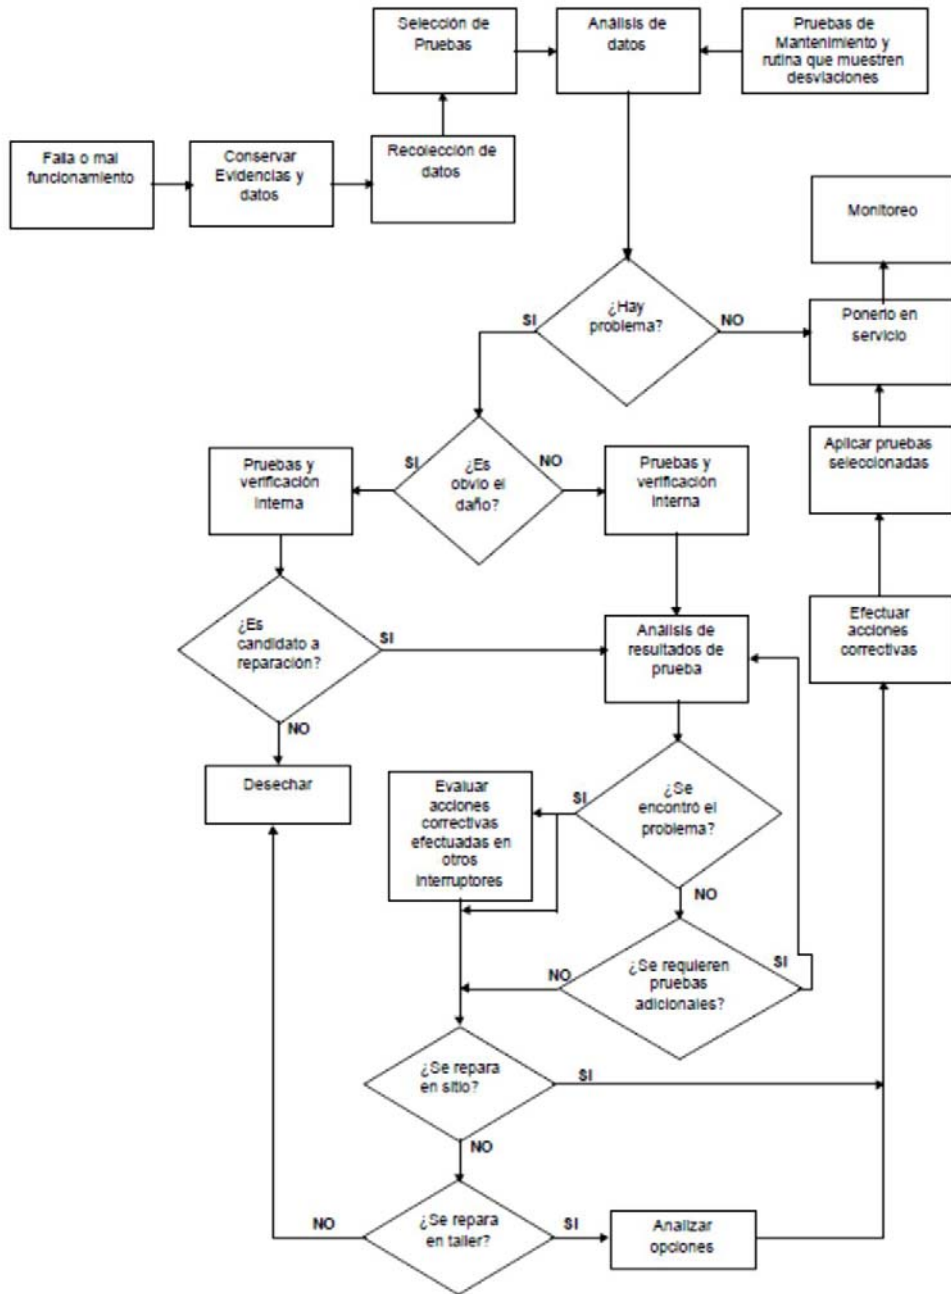 Selección de
Pruebas
Análisis de
datos
Pruebas de
Mantenimiento y
rutina que muestren
desviaciones
Falla o mal
funcionamiento
Conservar
Evidencias y
datos
Recolección de
datos
Monitoreo
¿Hay
problema?
SI
NO
Ponerlo en
servicio
Pruebas y
verificación
interna
SI
¿Es
obvio el
daño?
NO
Pruebas y
verificación
interna
Aplicar pruebas
seleccionadas
¿Es
candidato a
reparación?
SI
NO
Análisis de
resultados de
prueba
Efectuar
acciones
correctivas
Desechar
Evaluar
acciones
correctivas
efectuadas en
otros
interruptores
SI
¿Se
encontró el
problema?
NO
NO
¿Se requieren
pruebas
adicionales?
SI
¿Se repara
en sitio?
SI
NO
NO
¿Se repara
en taller?
SI
Analizar
opciones